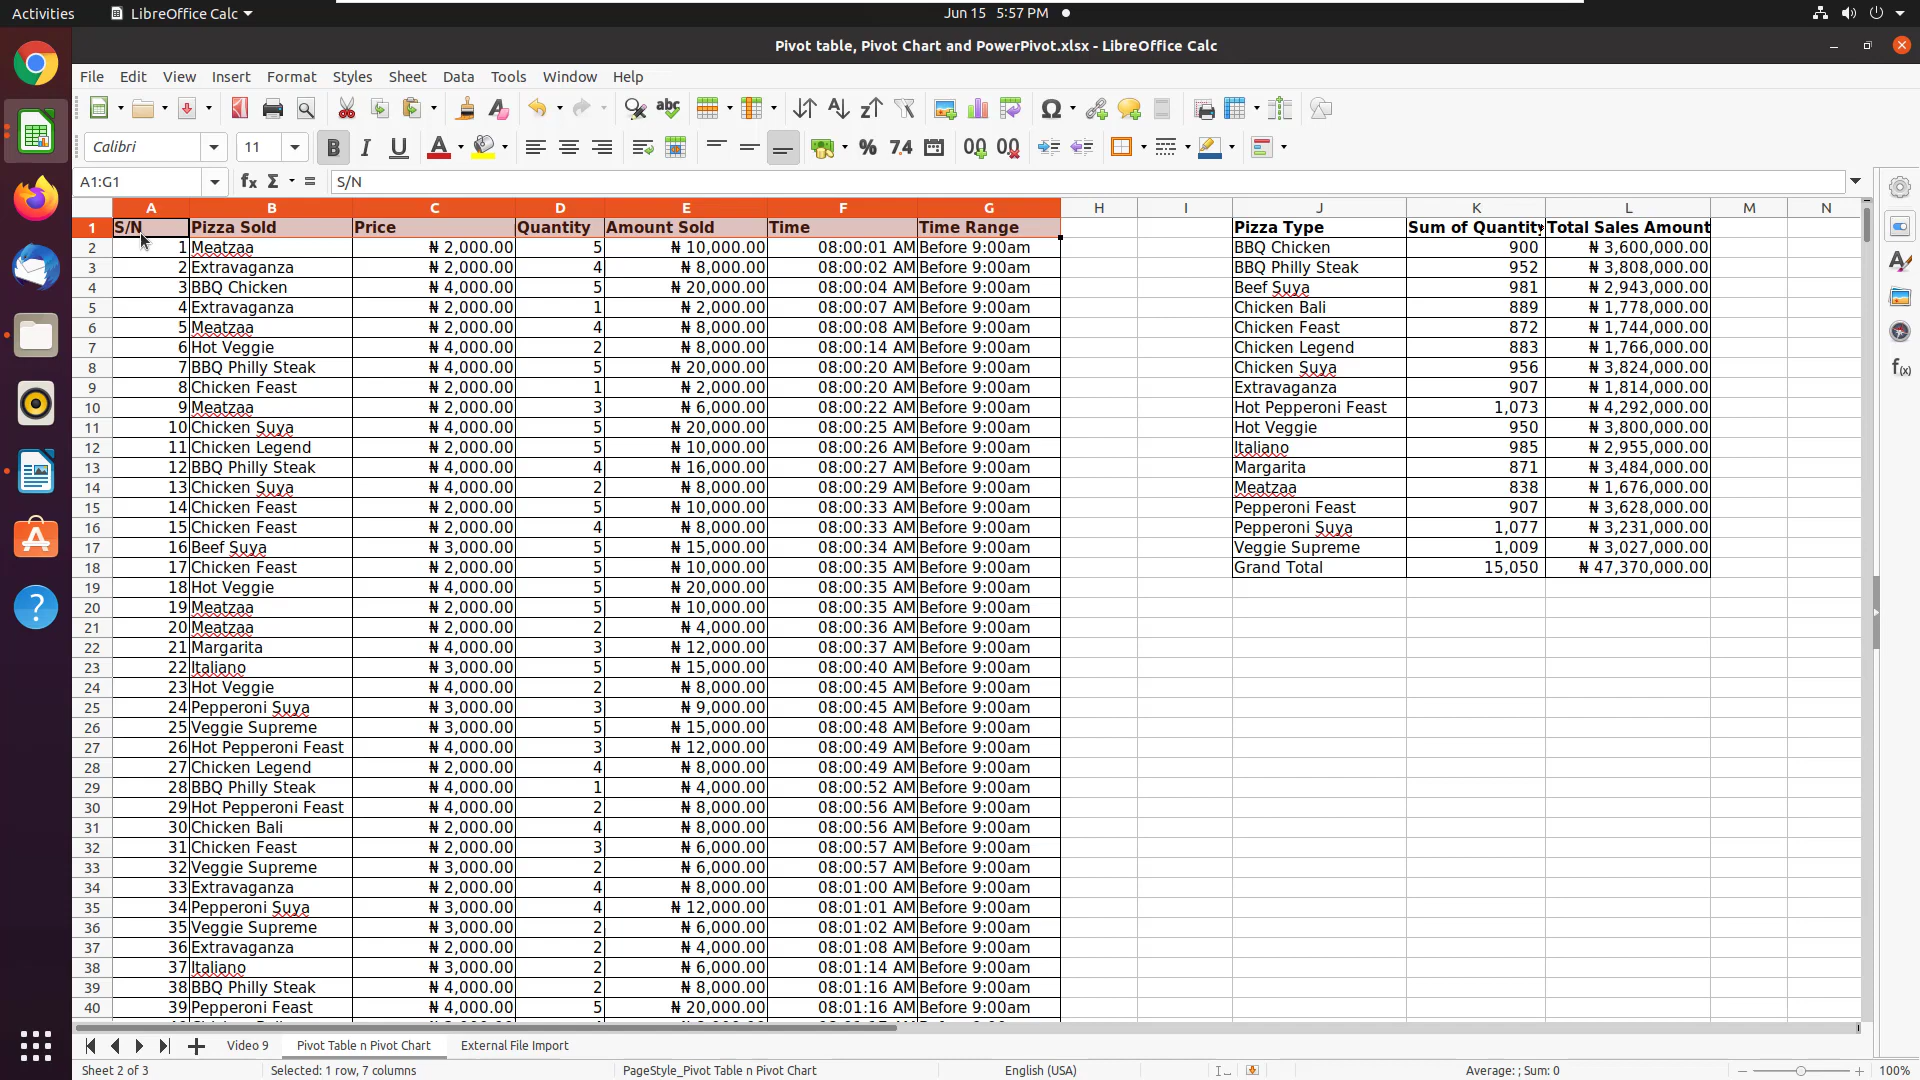 Activities LibreOffice Calc Jun 15 5:57 PM
Pivot table, Pivot Chart and PowerPivot.xlsx - LibreOffice Calc
File Edit View Insert Format Styles Sheet Data Tools Window Help
Calibri 11
A1:G1 S/N
A B C D E F G H I J K L M N
1 S/N Pizza Sold Price Quantity Amount Sold Time Time Range Pizza Type Sum of Quantity Total Sales Amount
2 1 Meatzaa ₦ 2,000.00 5 ₦ 10,000.00 08:00:01 AM Before 9:00am BBQ Chicken 900 ₦ 3,600,000.00
3 2 Extravaganza ₦ 2,000.00 4 ₦ 8,000.00 08:00:02 AM Before 9:00am BBQ Philly Steak 952 ₦ 3,808,000.00
4 3 BBQ Chicken ₦ 4,000.00 5 ₦ 20,000.00 08:00:04 AM Before 9:00am Beef Suya 981 ₦ 2,943,000.00
5 4 Extravaganza ₦ 2,000.00 1 ₦ 2,000.00 08:00:07 AM Before 9:00am Chicken Bali 889 ₦ 1,778,000.00
6 5 Meatzaa ₦ 2,000.00 4 ₦ 8,000.00 08:00:08 AM Before 9:00am Chicken Feast 872 ₦ 1,744,000.00
7 6 Hot Veggie ₦ 4,000.00 2 ₦ 8,000.00 08:00:14 AM Before 9:00am Chicken Legend 883 ₦ 1,766,000.00
8 7 BBQ Philly Steak ₦ 4,000.00 5 ₦ 20,000.00 08:00:20 AM Before 9:00am Chicken Suya 956 ₦ 3,824,000.00
9 8 Chicken Feast ₦ 2,000.00 1 ₦ 2,000.00 08:00:20 AM Before 9:00am Extravaganza 907 ₦ 1,814,000.00
10 9 Meatzaa ₦ 2,000.00 3 ₦ 6,000.00 08:00:22 AM Before 9:00am Hot Pepperoni Feast 1,073 ₦ 4,292,000.00
11 10 Chicken Suya ₦ 4,000.00 5 ₦ 20,000.00 08:00:25 AM Before 9:00am Hot Veggie 950 ₦ 3,800,000.00
12 11 Chicken Legend ₦ 2,000.00 5 ₦ 10,000.00 08:00:26 AM Before 9:00am Italiano 985 ₦ 2,955,000.00
13 12 BBQ Philly Steak ₦ 4,000.00 4 ₦ 16,000.00 08:00:27 AM Before 9:00am Margarita 871 ₦ 3,484,000.00
14 13 Chicken Suya ₦ 4,000.00 2 ₦ 8,000.00 08:00:29 AM Before 9:00am Meatzaa 838 ₦ 1,676,000.00
15 14 Chicken Feast ₦ 2,000.00 5 ₦ 10,000.00 08:00:33 AM Before 9:00am Pepperoni Feast 907 ₦ 3,628,000.00
16 15 Chicken Feast ₦ 2,000.00 4 ₦ 8,000.00 08:00:33 AM Before 9:00am Pepperoni Suya 1,077 ₦ 3,231,000.00
17 16 Beef Suya ₦ 3,000.00 5 ₦ 15,000.00 08:00:34 AM Before 9:00am Veggie Supreme 1,009 ₦ 3,027,000.00
18 17 Chicken Feast ₦ 2,000.00 5 ₦ 10,000.00 08:00:35 AM Before 9:00am Grand Total 15,050 ₦ 47,370,000.00
19 18 Hot Veggie ₦ 4,000.00 5 ₦ 20,000.00 08:00:35 AM Before 9:00am
20 19 Meatzaa ₦ 2,000.00 5 ₦ 10,000.00 08:00:35 AM Before 9:00am
21 20 Meatzaa ₦ 2,000.00 2 ₦ 4,000.00 08:00:36 AM Before 9:00am
22 21 Margarita ₦ 4,000.00 3 ₦ 12,000.00 08:00:37 AM Before 9:00am
23 22 Italiano ₦ 3,000.00 5 ₦ 15,000.00 08:00:40 AM Before 9:00am
24 23 Hot Veggie ₦ 4,000.00 2 ₦ 8,000.00 08:00:45 AM Before 9:00am
25 24 Pepperoni Suya ₦ 3,000.00 3 ₦ 9,000.00 08:00:45 AM Before 9:00am
26 25 Veggie Supreme ₦ 3,000.00 5 ₦ 15,000.00 08:00:48 AM Before 9:00am
27 26 Hot Pepperoni Feast ₦ 4,000.00 3 ₦ 12,000.00 08:00:49 AM Before 9:00am
28 27 Chicken Legend ₦ 2,000.00 4 ₦ 8,000.00 08:00:49 AM Before 9:00am
29 28 BBQ Philly Steak ₦ 4,000.00 1 ₦ 4,000.00 08:00:52 AM Before 9:00am
30 29 Hot Pepperoni Feast ₦ 4,000.00 2 ₦ 8,000.00 08:00:56 AM Before 9:00am
31 30 Chicken Bali ₦ 2,000.00 4 ₦ 8,000.00 08:00:56 AM Before 9:00am
32 31 Chicken Feast ₦ 2,000.00 3 ₦ 6,000.00 08:00:57 AM Before 9:00am
33 32 Veggie Supreme ₦ 3,000.00 2 ₦ 6,000.00 08:00:57 AM Before 9:00am
34 33 Extravaganza ₦ 2,000.00 4 ₦ 8,000.00 08:01:00 AM Before 9:00am
35 34 Pepperoni Suya ₦ 3,000.00 4 ₦ 12,000.00 08:01:01 AM Before 9:00am
36 35 Veggie Supreme ₦ 3,000.00 2 ₦ 6,000.00 08:01:02 AM Before 9:00am
37 36 Extravaganza ₦ 2,000.00 2 ₦ 4,000.00 08:01:08 AM Before 9:00am
38 37 Italiano ₦ 3,000.00 2 ₦ 6,000.00 08:01:14 AM Before 9:00am
39 38 BBQ Philly Steak ₦ 4,000.00 2 ₦ 8,000.00 08:01:16 AM Before 9:00am
40 39 Pepperoni Feast ₦ 4,000.00 5 ₦ 20,000.00 08:01:16 AM Before 9:00am
Video 9 Pivot Table n Pivot Chart External File Import
Sheet 2 of 3 Selected: 1 row, 7 columns PageStyle_Pivot Table n Pivot Chart English (USA) Average: ; Sum: 0 100%